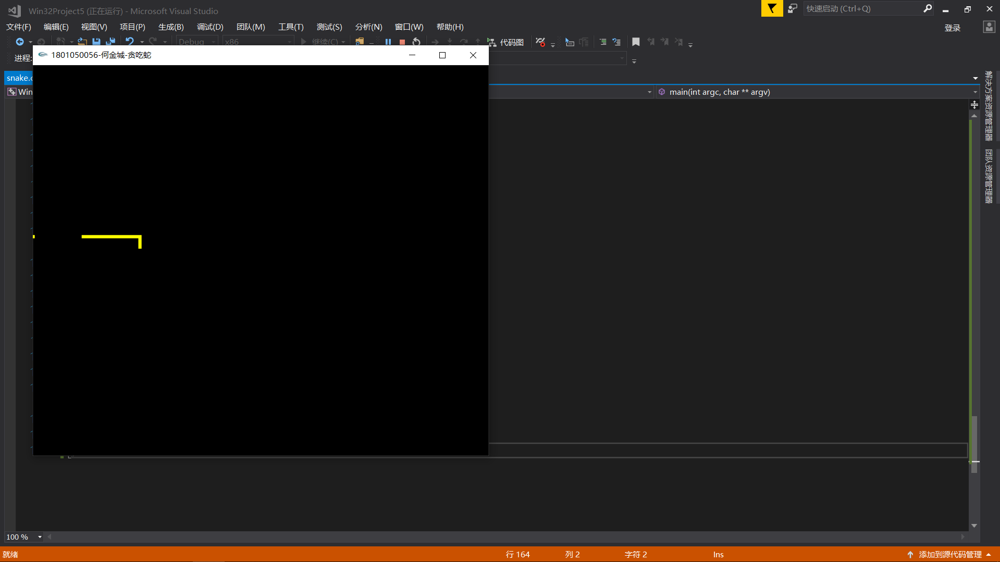 Win32Project5 (正在运行) - Microsoft Visual Studio
快速启动 (Ctrl+Q)
文件(F) 编辑(E) 视图(V) 项目(P) 生成(B) 调试(D) 团队(M) 工具(T) 测试(S) 分析(N) 窗口(W) 帮助(H)
登录
Debug x86 继续(C) 代码图
进程:
1801050056-何金城-贪吃蛇
snake.c
Win
main(int argc, char ** argv)
解决方案资源管理器
团队资源管理器
100 %
就绪
行 164 列 2 字符 2 Ins
添加到源代码管理